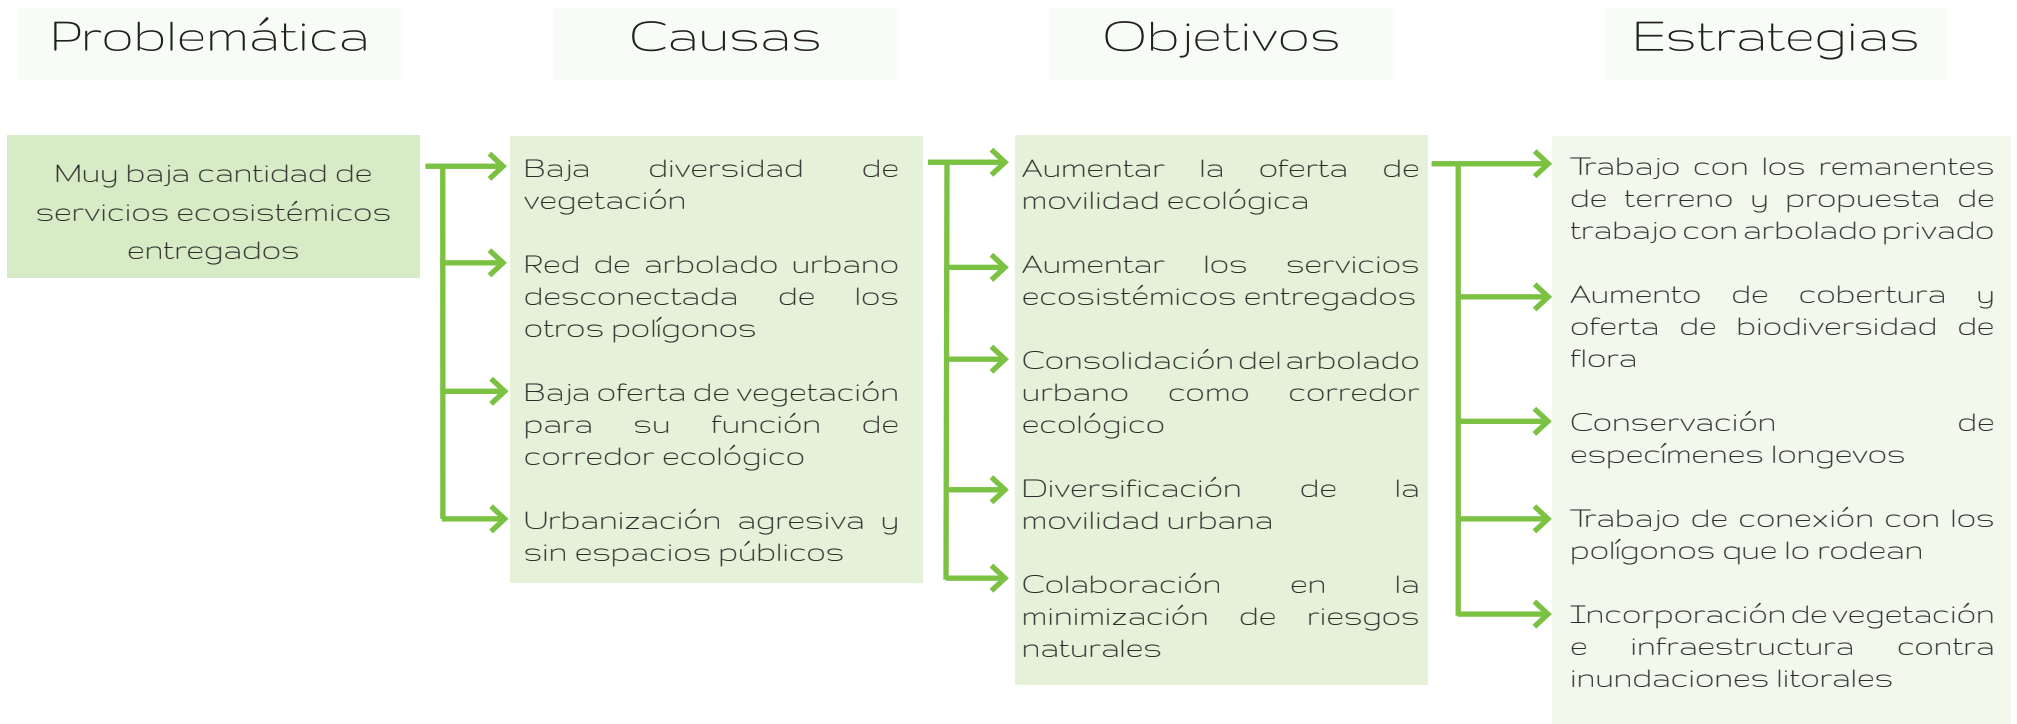 Problemática
Causas
Objetivos
Estrategias
Muy baja cantidad de
servicios ecosistémicos
entregados
Baja diversidad de
vegetación
Red de arbolado urbano
desconectada de los
otros polígonos
Baja oferta de vegetación
para su función de
corredor ecológico
Urbanización agresiva y
sin espacios públicos
Aumentar la oferta de
movilidad ecológica
Aumentar los servicios
ecosistémicos entregados
Consolidación del arbolado
urbano como corredor
ecológico
Diversificación de la
movilidad urbana
Colaboración en la
minimización de riesgos
naturales
Trabajo con los remanentes
de terreno y propuesta de
trabajo con arbolado privado
Aumento de cobertura y
oferta de biodiversidad de
flora
Conservación de
especímenes longevos
Trabajo de conexión con los
polígonos que lo rodean
Incorporación de vegetación
e infraestructura contra
inundaciones litorales